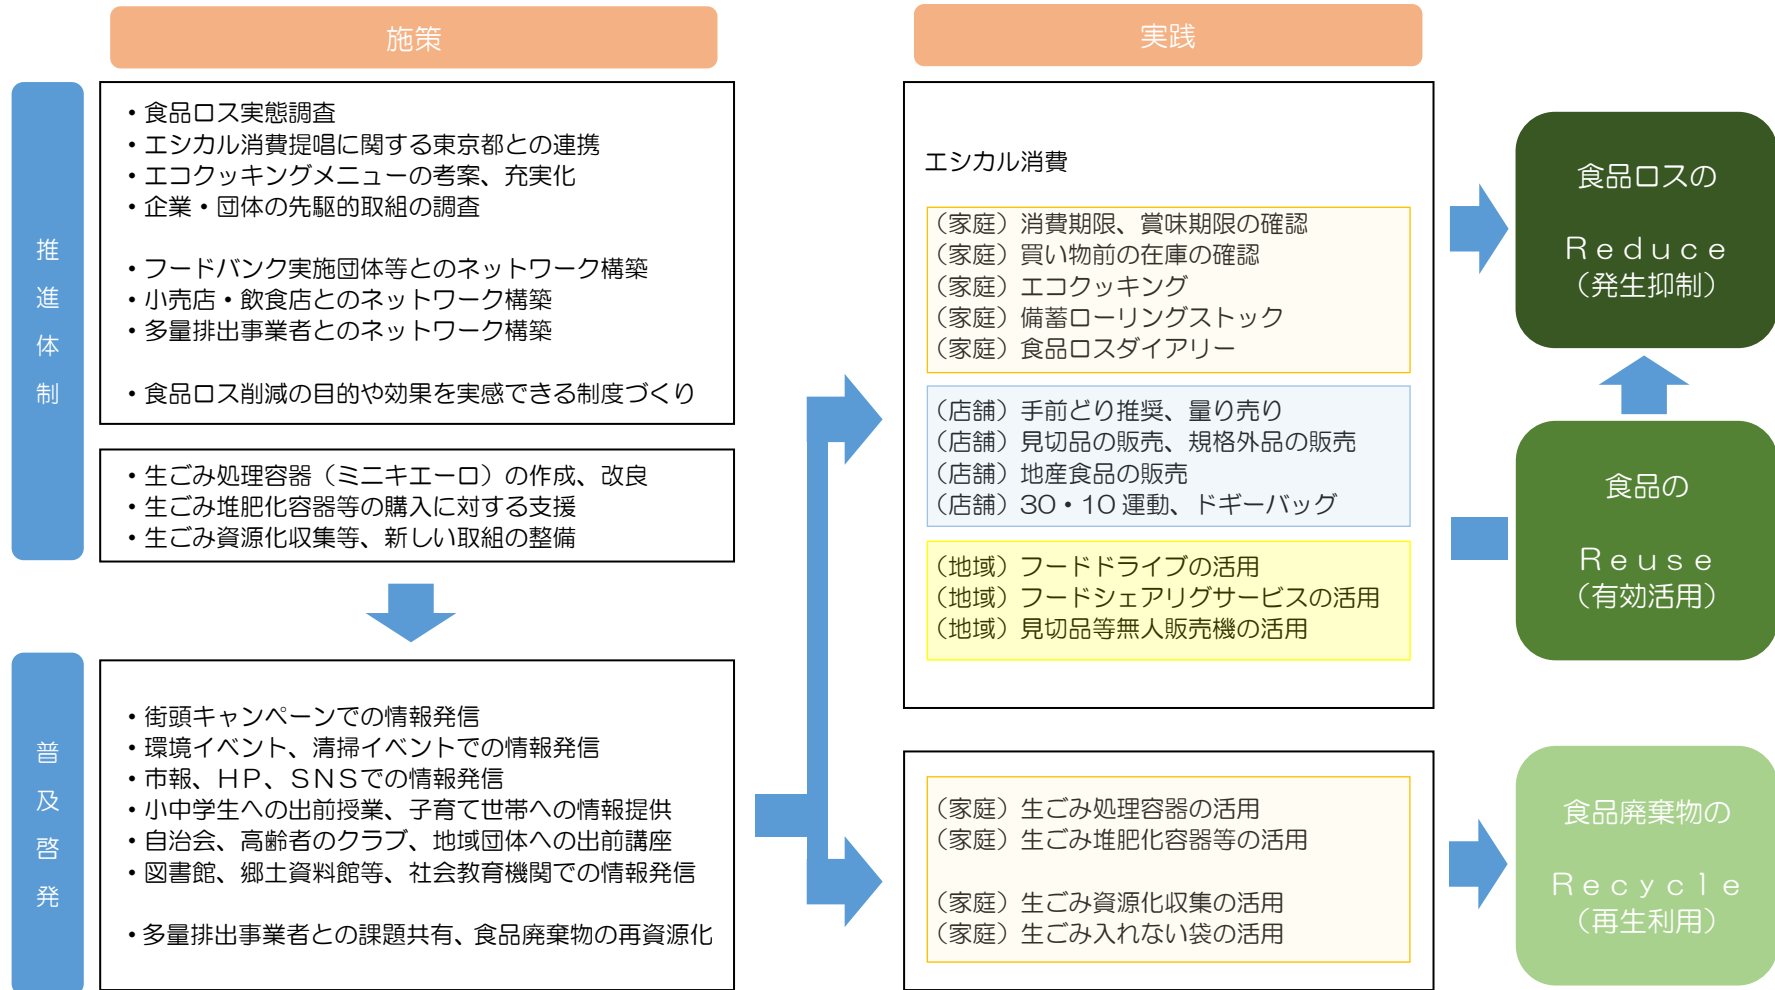 施策
推進体制
・食品ロス実態調査
・エシカル消費提唱に関する東京都との連携
・エコクッキングメニューの考案、充実化
・企業・団体の先駆的取組の調査
・フードバンク実施団体等とのネットワーク構築
・小売店・飲食店とのネットワーク構築
・多量排出事業者とのネットワーク構築
・食品ロス削減の目的や効果を実感できる制度づくり
・生ごみ処理容器（ミニキエーロ）の作成、改良
・生ごみ堆肥化容器等の購入に対する支援
・生ごみ資源化収集等、新しい取組の整備
普及啓発
・街頭キャンペーンでの情報発信
・環境イベント、清掃イベントでの情報発信
・市報、ＨＰ、ＳＮＳでの情報発信
・小中学生への出前授業、子育て世帯への情報提供
・自治会、高齢者のクラブ、地域団体への出前講座
・図書館、郷土資料館等、社会教育機関での情報発信
・多量排出事業者との課題共有、食品廃棄物の再資源化
実践
エシカル消費
（家庭）消費期限、賞味期限の確認
（家庭）買い物前の在庫の確認
（家庭）エコクッキング
（家庭）備蓄ローリングストック
（家庭）食品ロスダイアリー
（店舗）手前どり推奨、量り売り
（店舗）見切品の販売、規格外品の販売
（店舗）地産食品の販売
（店舗）30・10 運動、ドギーバッグ
（地域）フードドライブの活用
（地域）フードシェアリグサービスの活用
（地域）見切品等無人販売機の活用
（家庭）生ごみ処理容器の活用
（家庭）生ごみ堆肥化容器等の活用
（家庭）生ごみ資源化収集の活用
（家庭）生ごみ入れない袋の活用
食品ロスの
Ｒｅｄｕｃｅ
（発生抑制）
食品の
Ｒｅｕｓｅ
（有効活用）
食品廃棄物の
Ｒｅｃｙｃｌｅ
（再生利用）